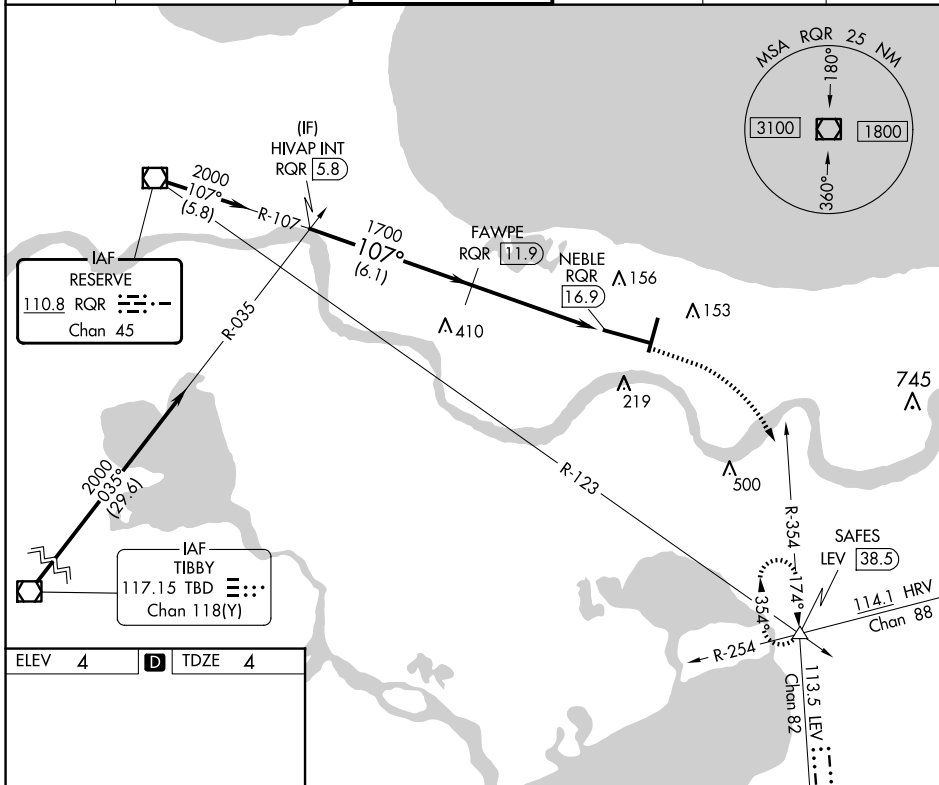 MSA RQR 25 NM
180°
3100
1800
360°
(IF)
HIVAP INT
RQR 5.8
2000
107°
(5.8)
R-107
1700
107°
(6.1)
FAWPE
RQR 11.9
NEBLE
RQR
16.9
156
153
410
219
745
500
IAF
RESERVE
110.8 RQR
Chan 45
R-035
2000
035°
(29.6)
R-123
IAF
TIBBY
117.15 TBD
Chan 118(Y)
R-354
SAFES
LEV 38.5
354°
174°
114.1 HRV
Chan 88
R-254
113.5 LEV
Chan 82
ELEV 4
D
TDZE 4